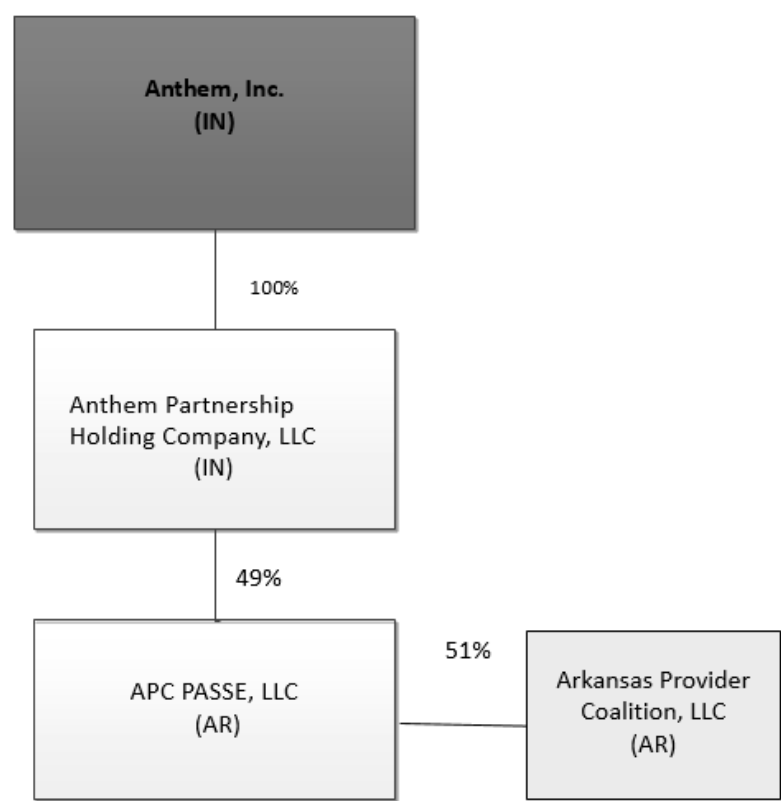 Anthem, Inc.
(IN)
100%
Anthem Partnership
Holding Company, LLC
(IN)
49%
APC PASSE, LLC
(AR)
51%
Arkansas Provider
Coalition, LLC
(AR)